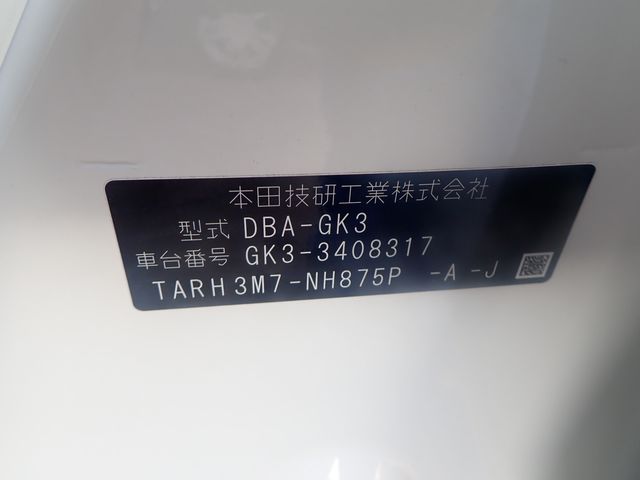 本田技研工業株式会社
型式 DBA-GK3
車台番号 GK3-3408317
TARH3M7-NH875P -A-J